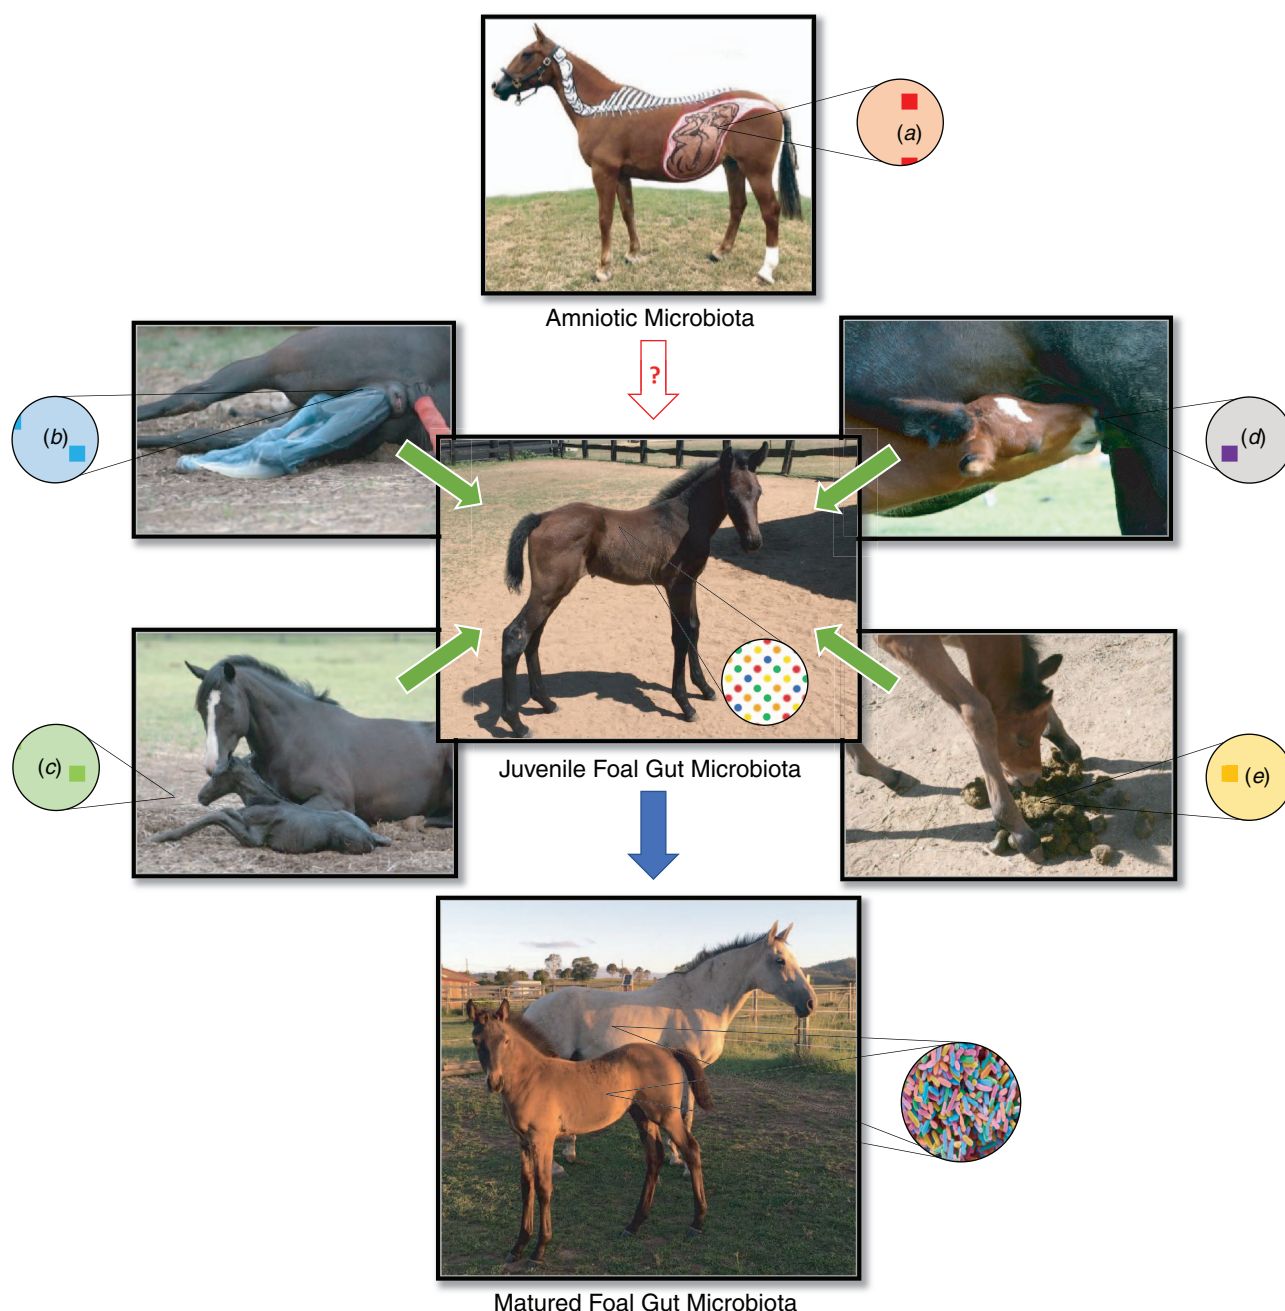 (a)
Amniotic Microbiota
?
(b)
(d)
(c)
Juvenile Foal Gut Microbiota
(e)
Matured Foal Gut Microbiota